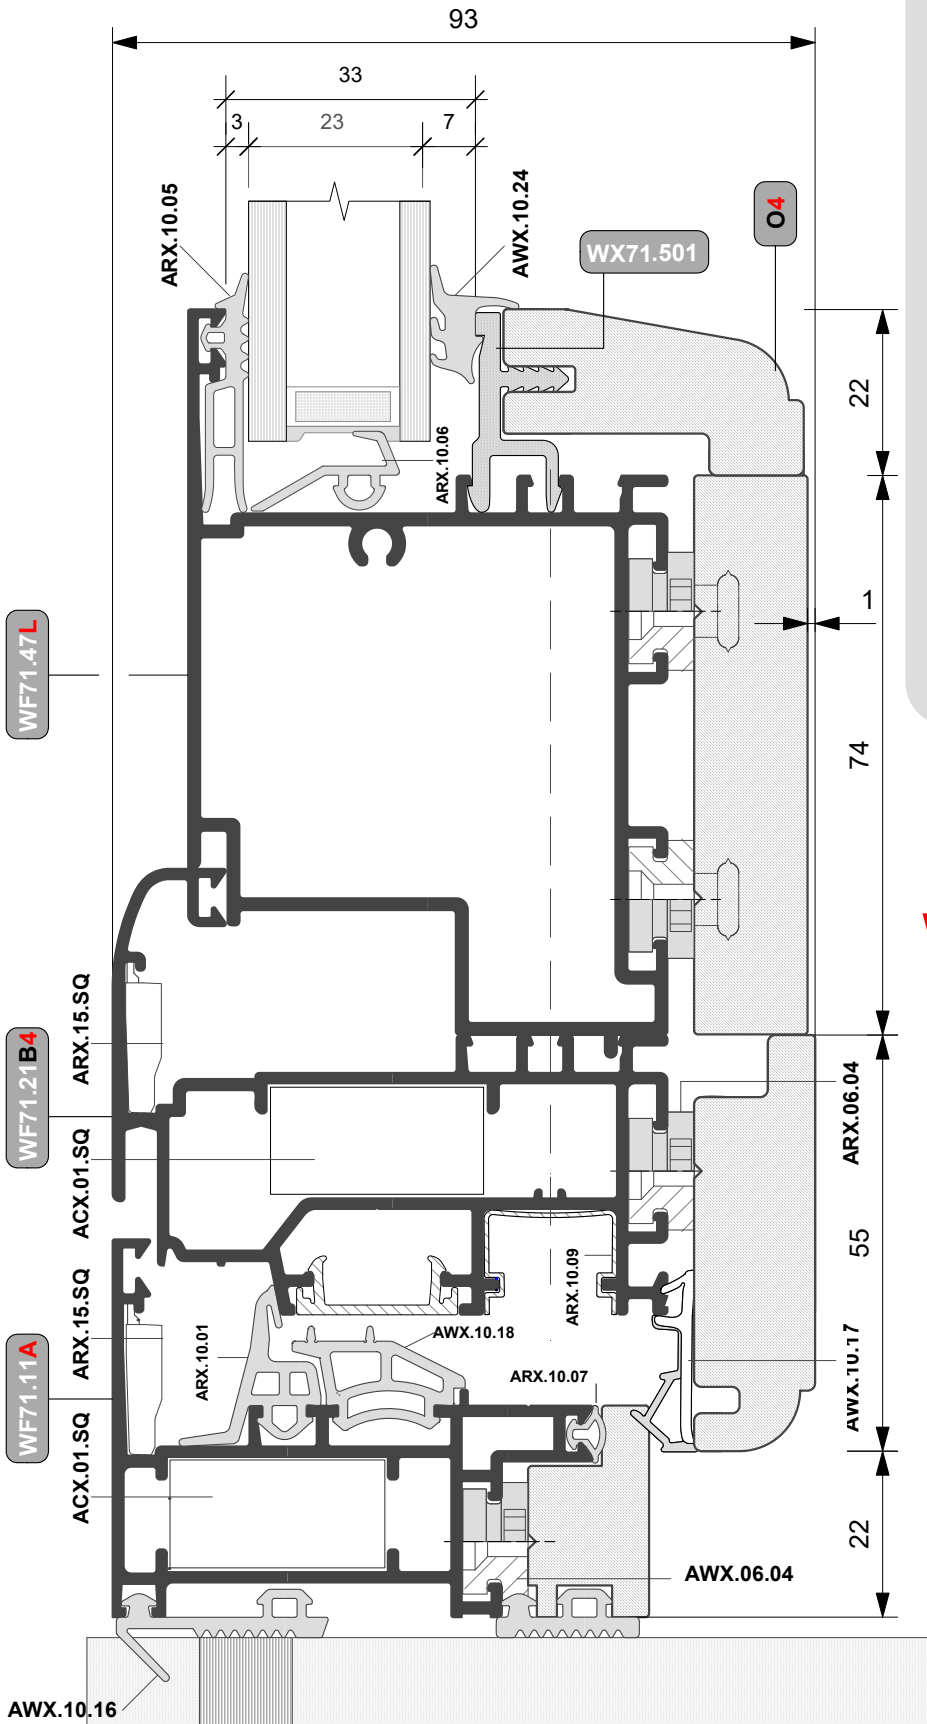 93
33
3
23
7
ARX.10.05
AWX.10.24
WX71.501
O4
22
ARX.10.06
1
WF71.47L
74
ARX.15.SQ
WF71.21B4
ARX.06.04
ACX.01.SQ
55
ARX.10.09
ARX.15.SQ
AWX.10.18
ARX.10.01
WF71.11A
ARX.10.07
AWX.10.17
ACX.01.SQ
22
AWX.06.04
AWX.10.16